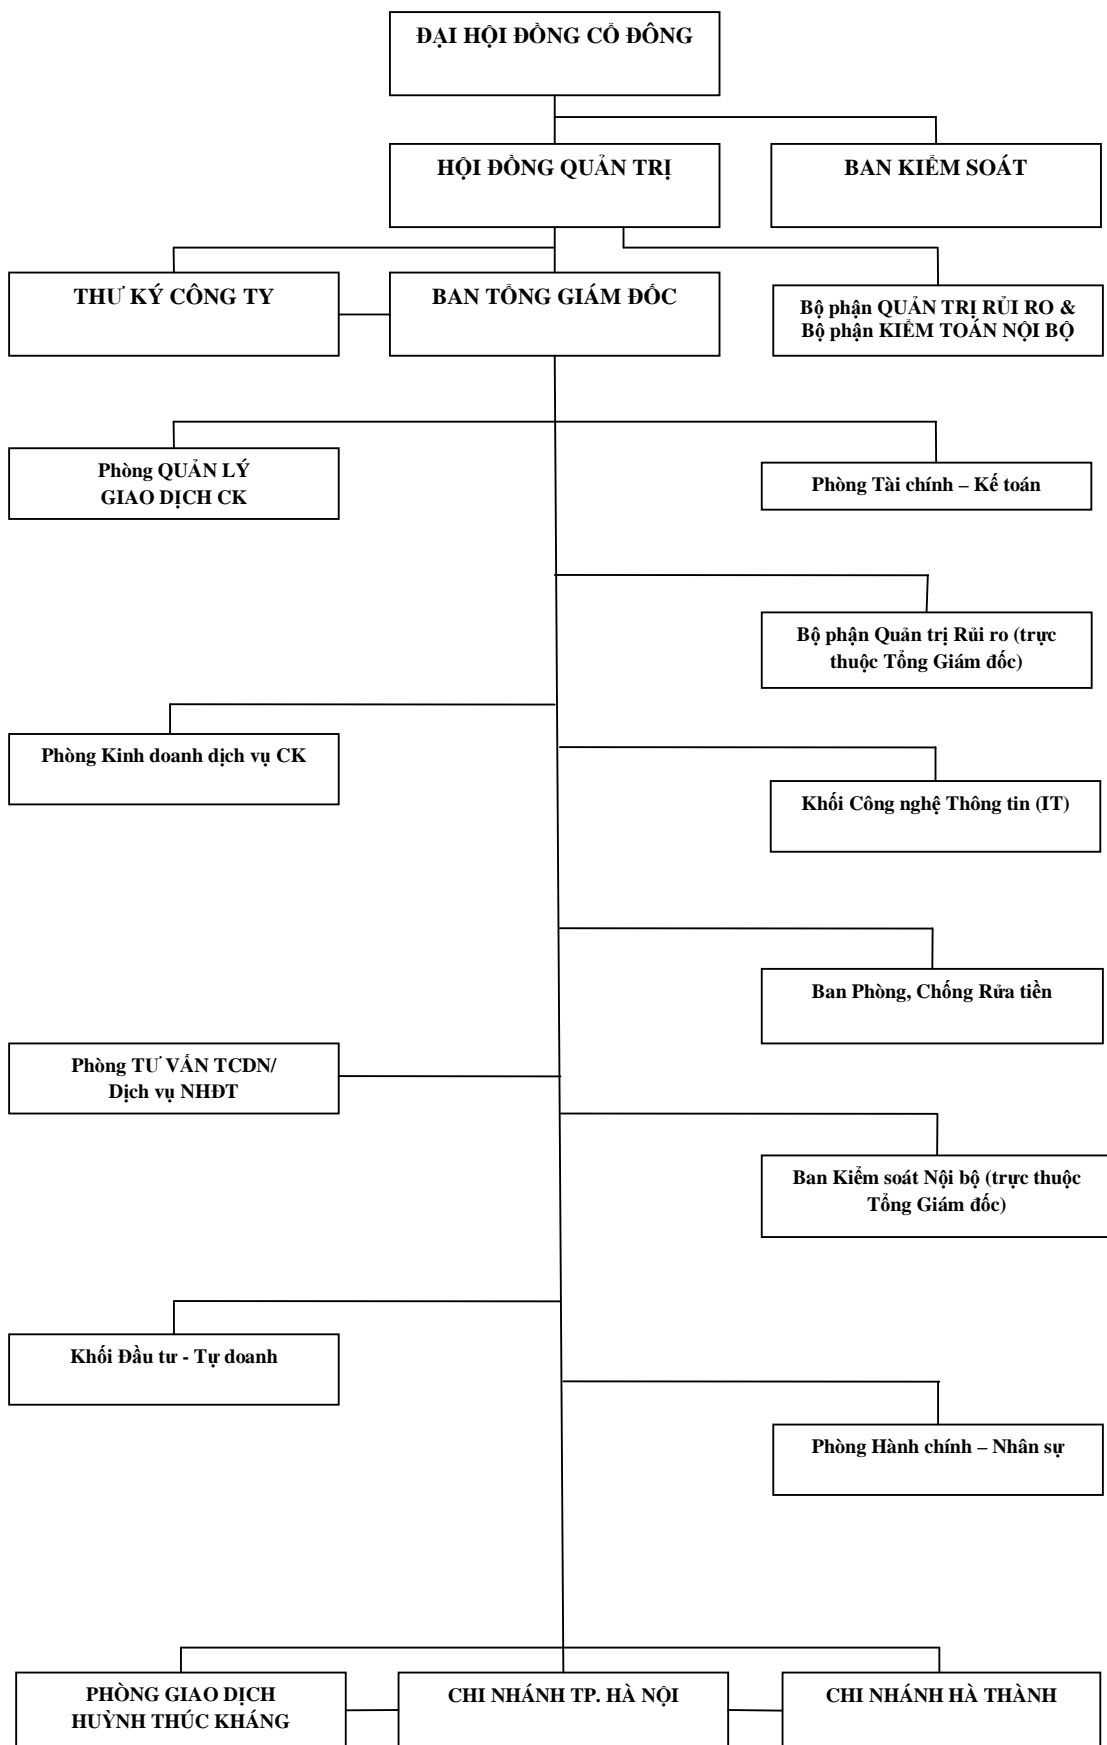 ĐẠI HỘI ĐỒNG CỔ ĐÔNG
HỘI ĐỒNG QUẢN TRỊ
BAN KIỂM SOÁT
THƯ KÝ CÔNG TY
BAN TỔNG GIÁM ĐỐC
Bộ phận QUẢN TRỊ RỦI RO &
Bộ phận KIỂM TOÁN NỘI BỘ
Phòng QUẢN LÝ
GIAO DỊCH CK
Phòng Tài chính – Kế toán
Bộ phận Quản trị Rủi ro (trực
thuộc Tổng Giám đốc)
Phòng Kinh doanh dịch vụ CK
Khối Công nghệ Thông tin (IT)
Ban Phòng, Chống Rửa tiền
Phòng TƯ VẤN TCDN/
Dịch vụ NHĐT
Ban Kiểm soát Nội bộ (trực thuộc
Tổng Giám đốc)
Khối Đầu tư - Tự doanh
Phòng Hành chính – Nhân sự
PHÒNG GIAO DỊCH
HUỲNH THÚC KHÁNG
CHI NHÁNH TP. HÀ NỘI
CHI NHÁNH HÀ THÀNH